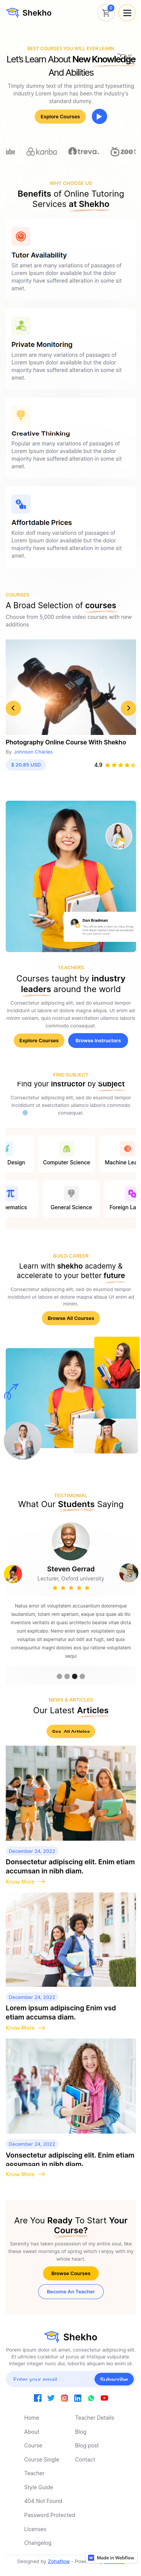 Shekho
0
BEST COURSES YOU WILL EVER LEARN
Let's Learn About New Knowledge
And Abilities
Timply dummy text of the printing and typesstting
industry Lorem Ipsum has been the industry's
standard dummy.
Explore Courses
kanba
treva.
ZOOT
WHY CHOOSE US
Benefits of Online Tutoring
Services at Shekho
Tutor Availability
Sit amet are many variations of passages of
Lorem Ipsum dolor available but the dolor
majority have suffered alteration in some sit
amet.
Private Monitoring
Lorem are many variations of passages of
Lorem Ipsum dolor available but the dolor
majority have suffered alteration in some sit
amet.
Creative Thinking
Popular are many variations of passages of
Lorem Ipsum dolor available but the dolor
majority have suffered alteration in some sit
amet.
Affortdable Prices
Kolor dolf many variations of passages of
Lorem Ipsum dolor available but the dolor
majority have suffered alteration in some sit
amet.
COURSES
A Broad Selection of courses
Choose from 5,000 online video courses with new
additions
Photography Online Course With Shekho
By Johnson Charles
$ 20.85 USD
4.9
Don Bradman
TEACHERS
Courses taught by industry
leaders around the world
Consectetur adipiscing elit, sed do eiusmod tempor
incididunt ut labore et exercitation ullamco laboris
commodo consequat.
Explore Courses
Browse Instructors
FIND SUBJECT
Find your Instructor by Subject
Consectetur adipiscing elit, sed do eiusmod tempor
incididunt ut labore et exercitation ullamco laboris commodo
consequat.
Design
Computer Science
Machine Lea
ematics
General Science
Foreign La
BUILD CAREER
Learn with shekho academy &
accelerate to your better future
Consectetur adipiscing elit, sed do eiusmod tempor
incididunt ut labore et dolore magna aliqua Ut enim ad
minim.
Browse All Courses
TESTIMONIAL
What Our Students Saying
Steven Gerrad
Lecturer, Oxford university
Natus error sit voluptatem accusantium doloremque
laudantium, totam rem aperiam, eaque ipsa quae ab illo
inventore veritatis et quasi architecto beatae vitae dicta
sunt explicabo. Nemo enim ipsam voluptatem quia
voluptas sit aspernatur aut odit aut fugit, sed quia
consequuntur magni dolores eos qui ratione sequi
voluptatem
NEWS & ARTICLES
Our Latest Articles
See All Articles
December 24, 2022
Donsectetur adipiscing elit. Enim etiam
accumsan in nibh diam.
Know More
December 24, 2022
Lorem ipsum adipiscing Enim vsd
etiam accumsa diam.
Know More
December 24, 2022
Vonsectetur adipiscing elit. Enim etiam
accumsan in nibh diam.
Know More
Are You Ready To Start Your
Course?
Serenity has taken possession of my entire soul, like
these sweet mornings of spring which I enjoy with my
whole heart.
Browse Courses
Become An Teacher
Shekho
Porem ipsum dolor sit amet, consectetur adipiscing elit.
Et ultricies at curabitur et purus at tristique vulputate.
Integer integer nunc dui, lobortis aliquam leo morbi id.
Enter your email
Subscribe
Home
Teacher Details
About
Blog
Course
Blog post
Course Single
Contact
Teacher
Style Guide
404 Not Found
Password Protected
Licenses
Changelog
Made in Webflow
Designed by Zohaflow - Powe